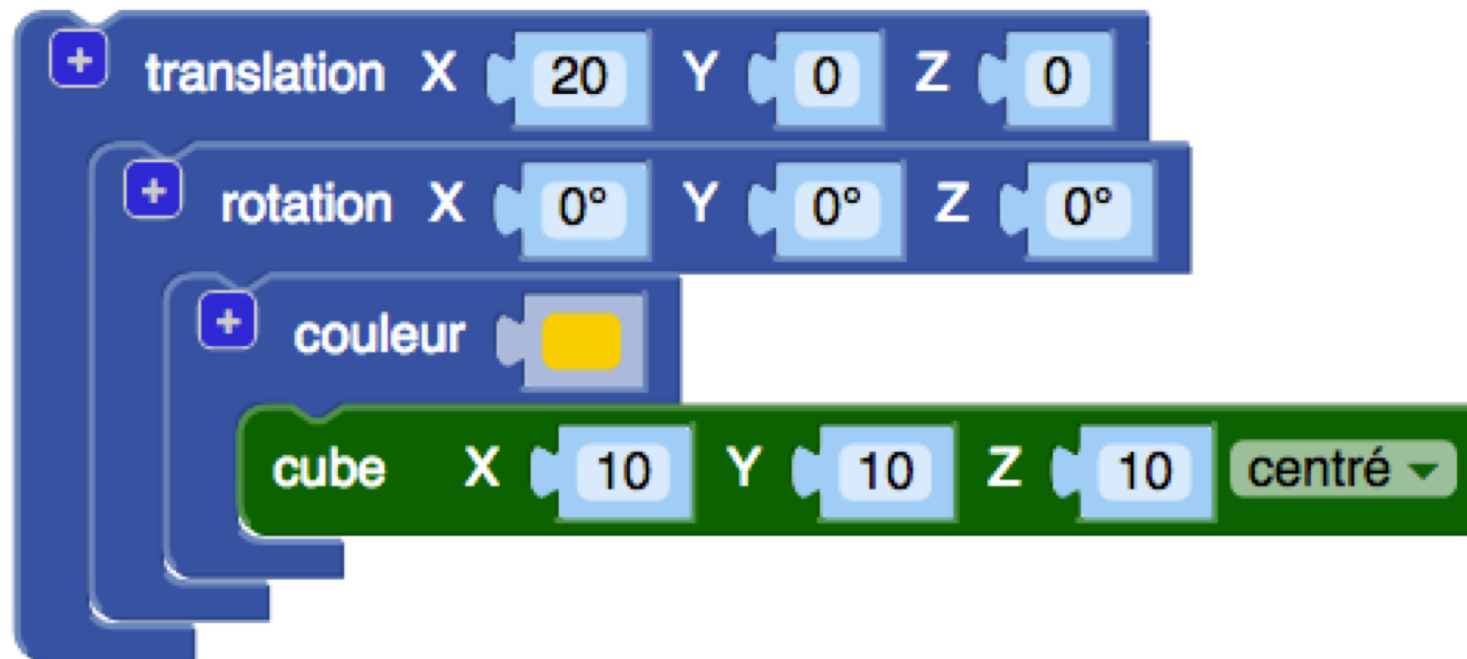 + translation X 20 Y 0 Z 0
+ rotation X 0° Y 0° Z 0°
+ couleur
cube X 10 Y 10 Z 10 centré